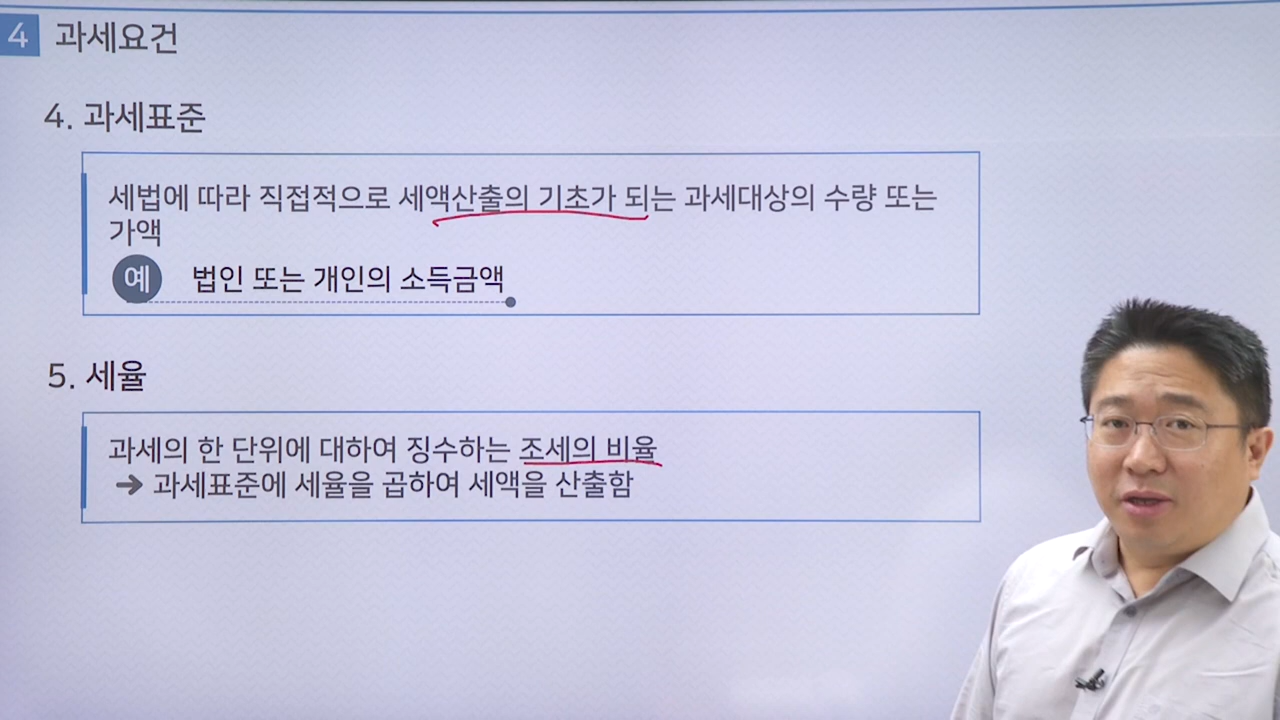 4 과세요건
4. 과세표준
세법에 따라 직접적으로 세액산출의 기초가 되는 과세대상의 수량 또는
가액
예 법인 또는 개인의 소득금액
5. 세율
과세의 한 단위에 대하여 징수하는 조세의 비율
➔ 과세표준에 세율을 곱하여 세액을 산출함